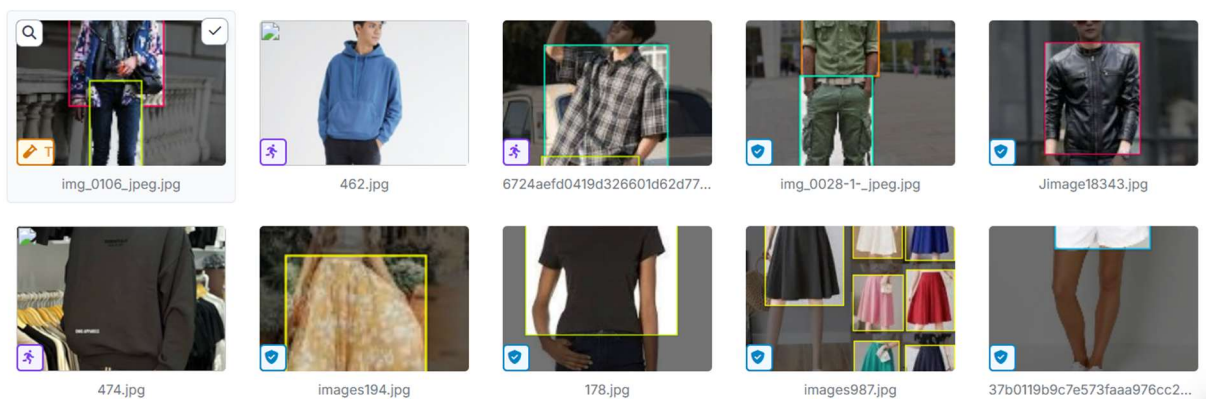 T
img_0106_jpeg.jpg
462.jpg
6724aefd0419d326601d62d77...
img_0028-1-_jpeg.jpg
Jimage18343.jpg
474.jpg
images194.jpg
178.jpg
images987.jpg
37b0119b9c7e573faaa976cc2...